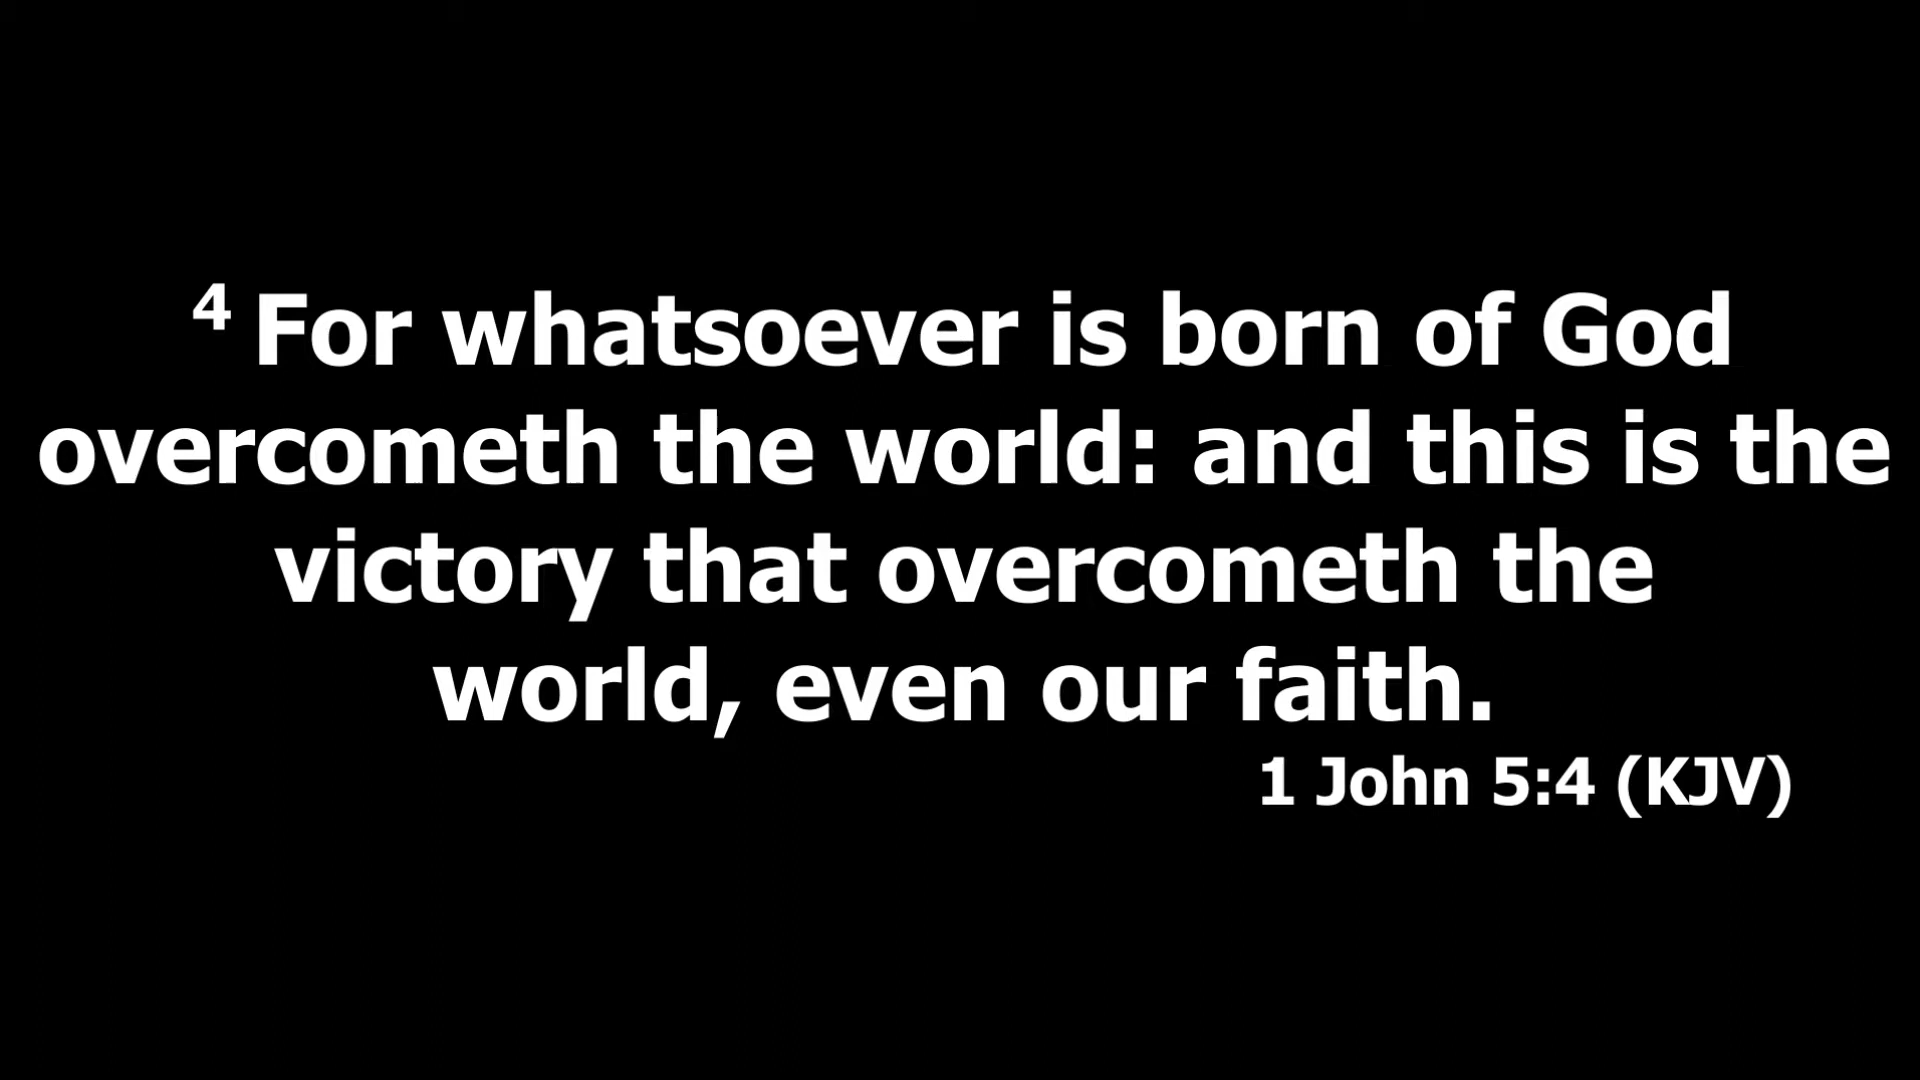 4 For whatsoever is born of God
overcometh the world: and this is the
victory that overcometh the
world, even our faith.
1 John 5:4 (KJV)